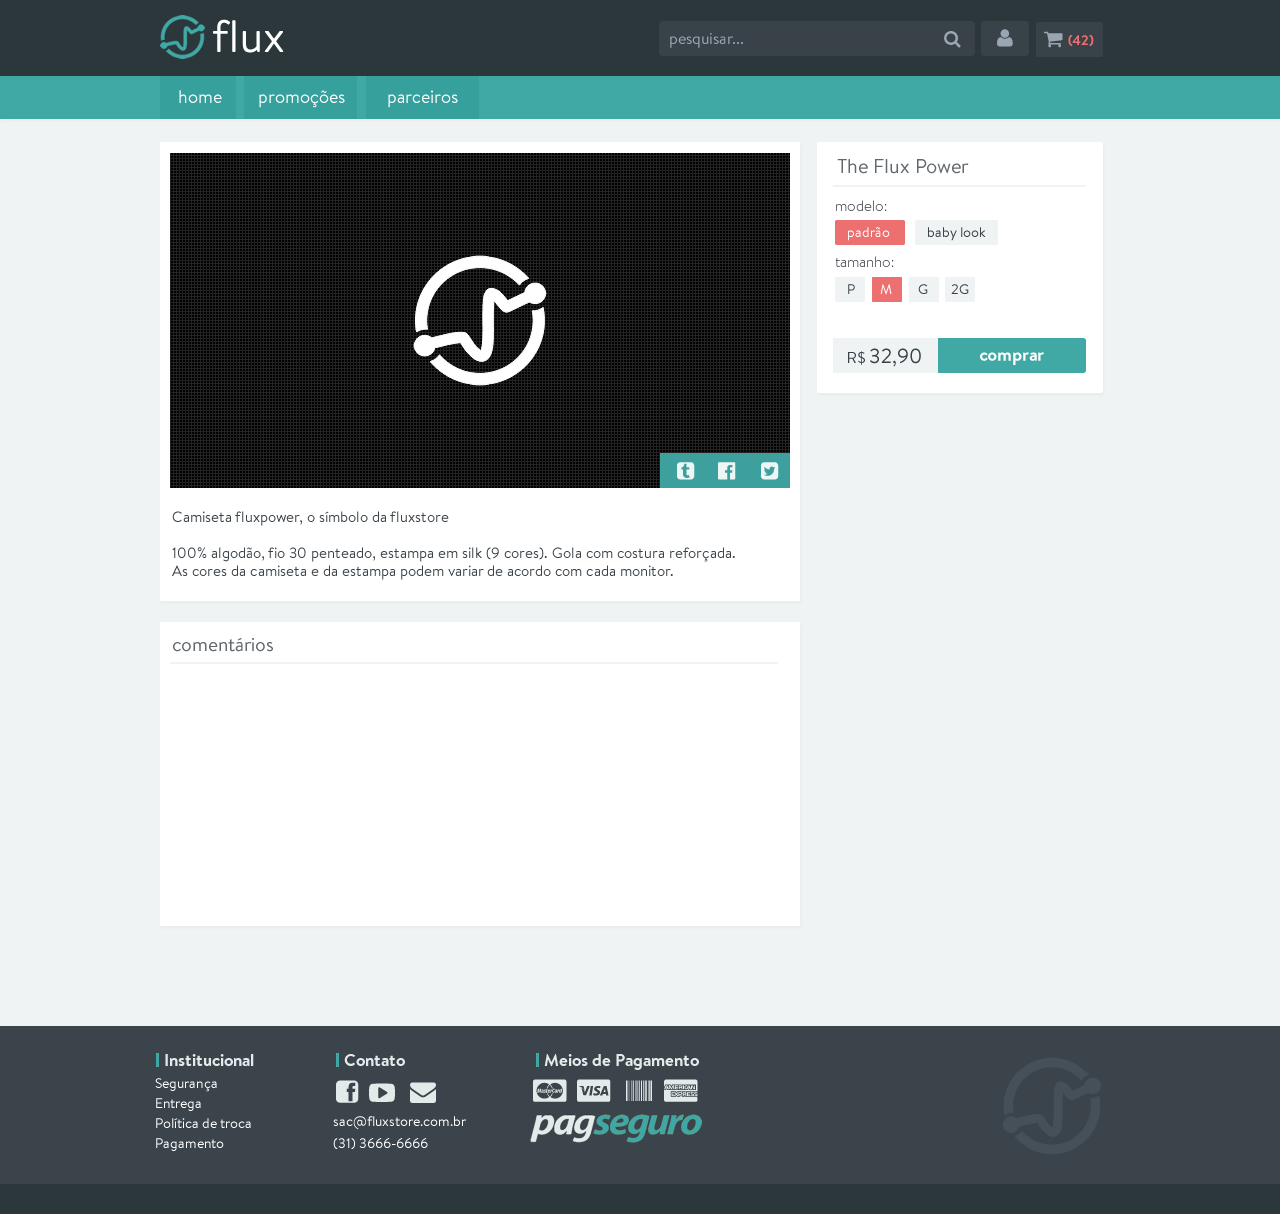 flux
pesquisar...
(42)
home promoções parceiros
The Flux Power
modelo:
padrão baby look
tamanho:
P M G 2G
R$ 32,90 comprar
Camiseta fluxpower, o símbolo da fluxstore
100% algodão, fio 30 penteado, estampa em silk (9 cores). Gola com costura reforçada.
As cores da camiseta e da estampa podem variar de acordo com cada monitor.
comentários
Institucional
Segurança
Entrega
Política de troca
Pagamento
Contato
sac@fluxstore.com.br
(31) 3666-6666
Meios de Pagamento
MasterCard VISA AMERICAN EXPRESS
pagseguro